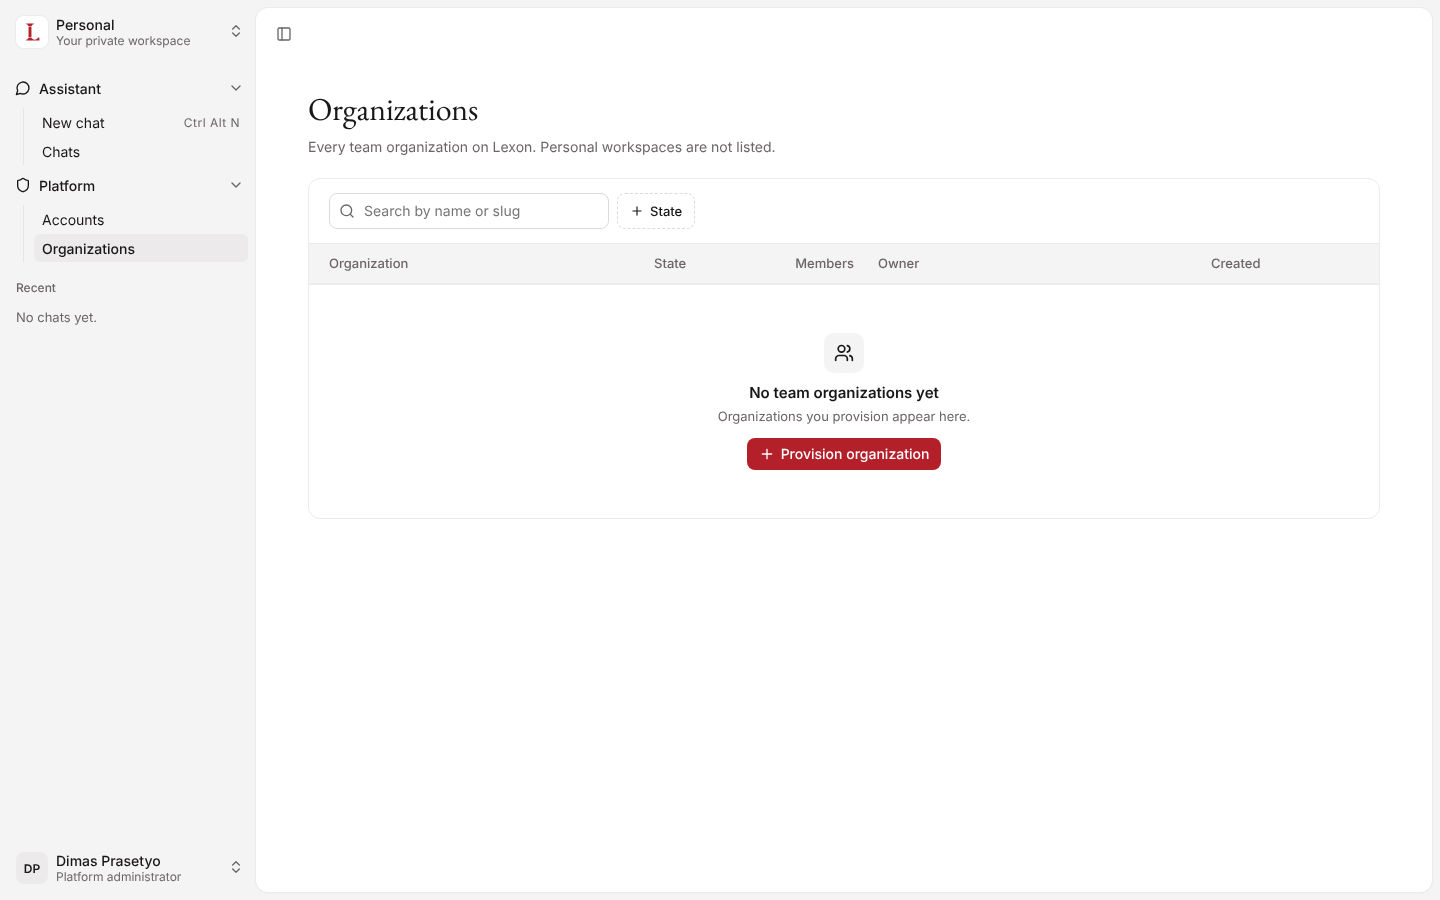 L
Personal
Your private workspace
Assistant
New chat
Ctrl Alt N
Chats
Platform
Accounts
Organizations
Recent
No chats yet.
DP
Dimas Prasetyo
Platform administrator
Organizations
Every team organization on Lexon. Personal workspaces are not listed.
Search by name or slug
State
Organization State Members Owner Created
No team organizations yet
Organizations you provision appear here.
Provision organization